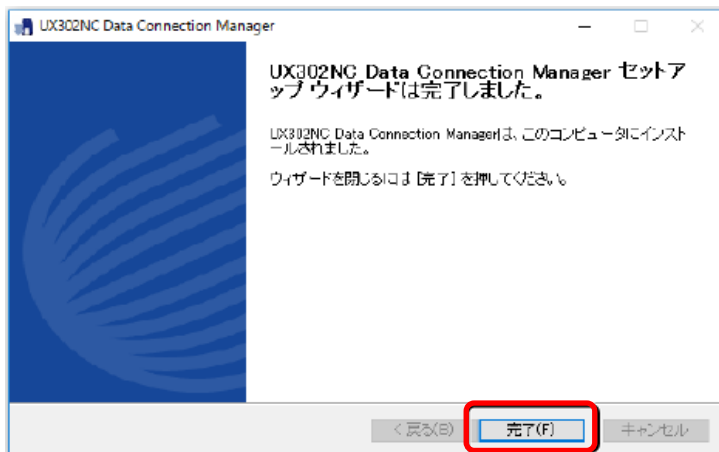 UX302NC Data Connection Manager
UX302NC Data Connection Manager セットア
ップ ウィザードは完了しました。
UX302NC Data Connection Managerは、このコンピュータにインスト
ールされました。
ウィザードを閉じるには [完了] を押してください。
< 戻る(B)
完了(F)
キャンセル